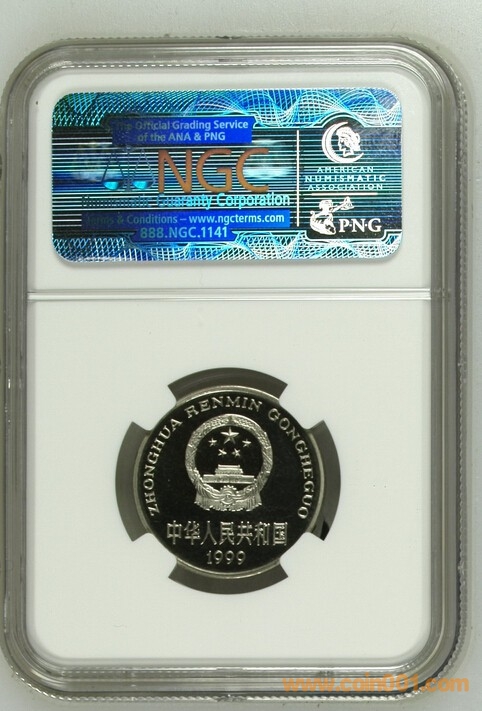 The Official Grading Service
of the ANA & PNG
NGC
Numismatic Guaranty Corporation
Terms & Conditions – www.ngcterms.com
888.NGC.1141
AMERICAN
NUMISMATIC
ASSOCIATION
PNG
ZHONGHUA RENMIN GONGHEGUO
中华人民共和国
1999
www.coin001.com